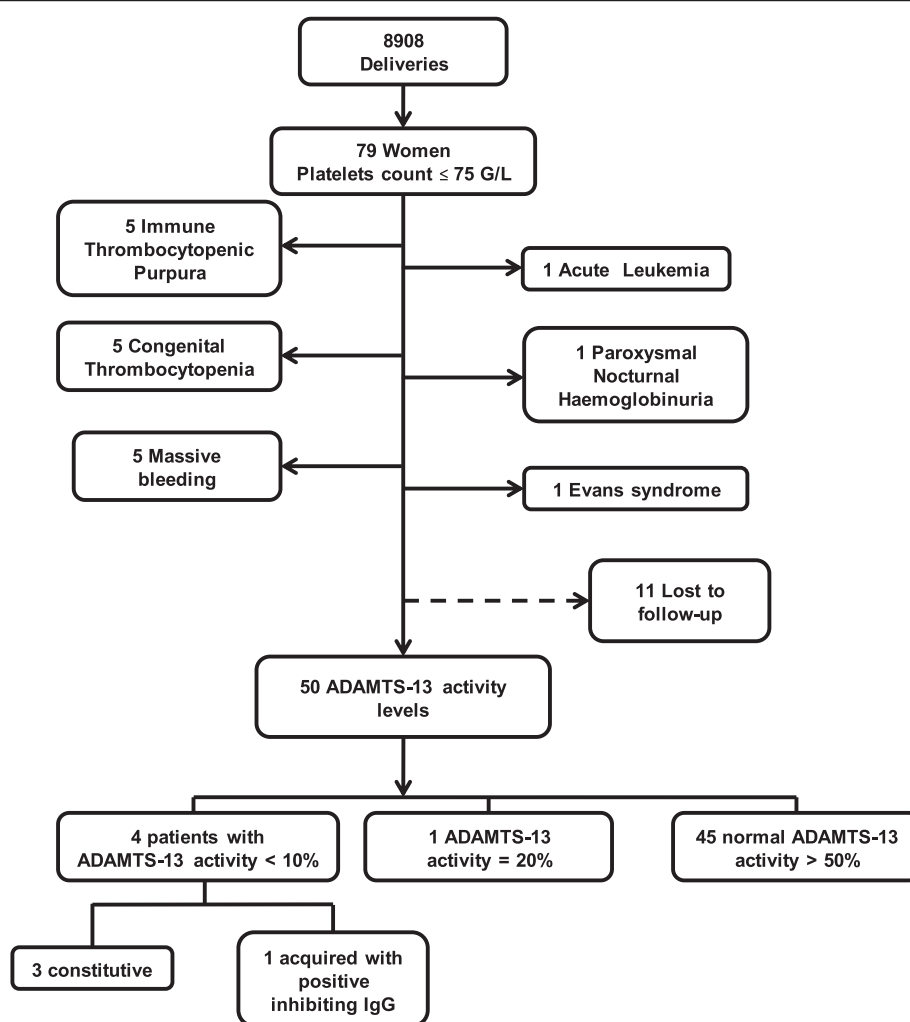 8908
Deliveries
79 Women
Platelets count ≤ 75 G/L
5 Immune
Thrombocytopenic
Purpura
1 Acute Leukemia
5 Congenital
Thrombocytopenia
1 Paroxysmal
Nocturnal
Haemoglobinuria
5 Massive
bleeding
1 Evans syndrome
11 Lost to
follow-up
50 ADAMTS-13 activity
levels
4 patients with
ADAMTS-13 activity < 10%
1 ADAMTS-13
activity = 20%
45 normal ADAMTS-13
activity > 50%
3 constitutive
1 acquired with
positive
inhibiting IgG